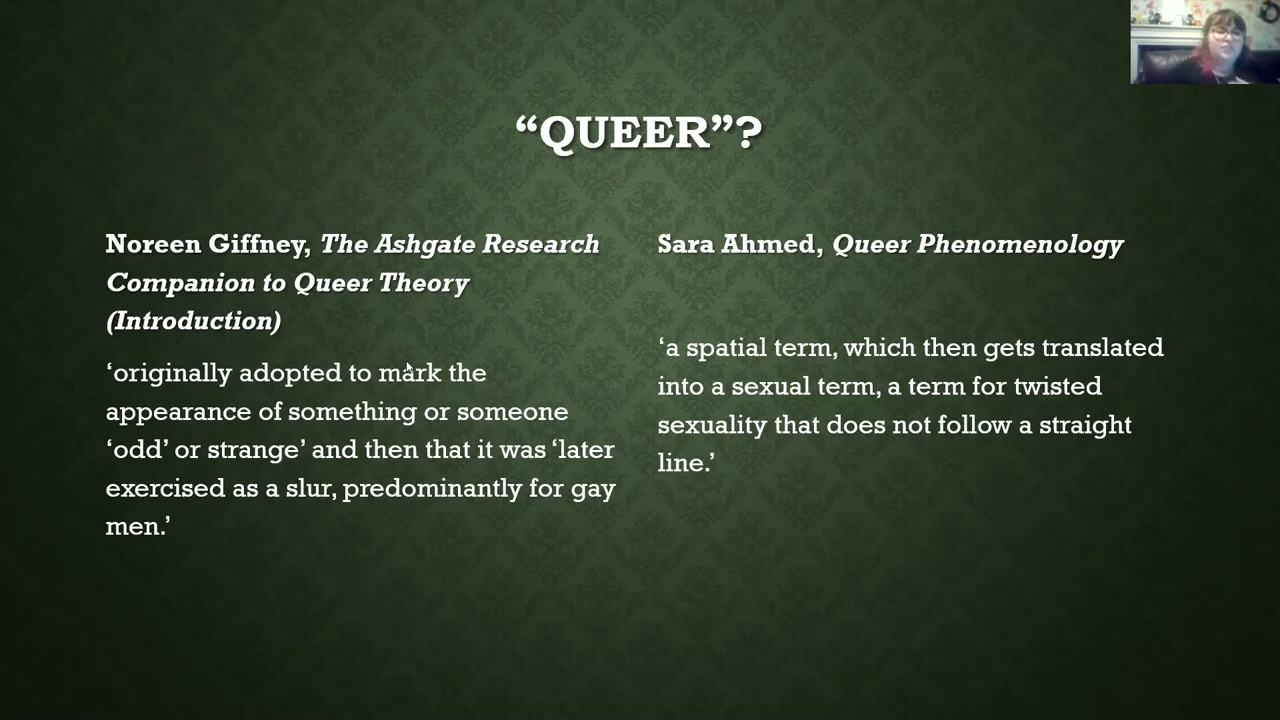 “QUEER”?
Noreen Giffney, The Ashgate Research
Companion to Queer Theory
(Introduction)
‘originally adopted to mark the
appearance of something or someone
‘odd’ or strange’ and then that it was ‘later
exercised as a slur, predominantly for gay
men.’
Sara Ahmed, Queer Phenomenology
‘a spatial term, which then gets translated
into a sexual term, a term for twisted
sexuality that does not follow a straight
line.’